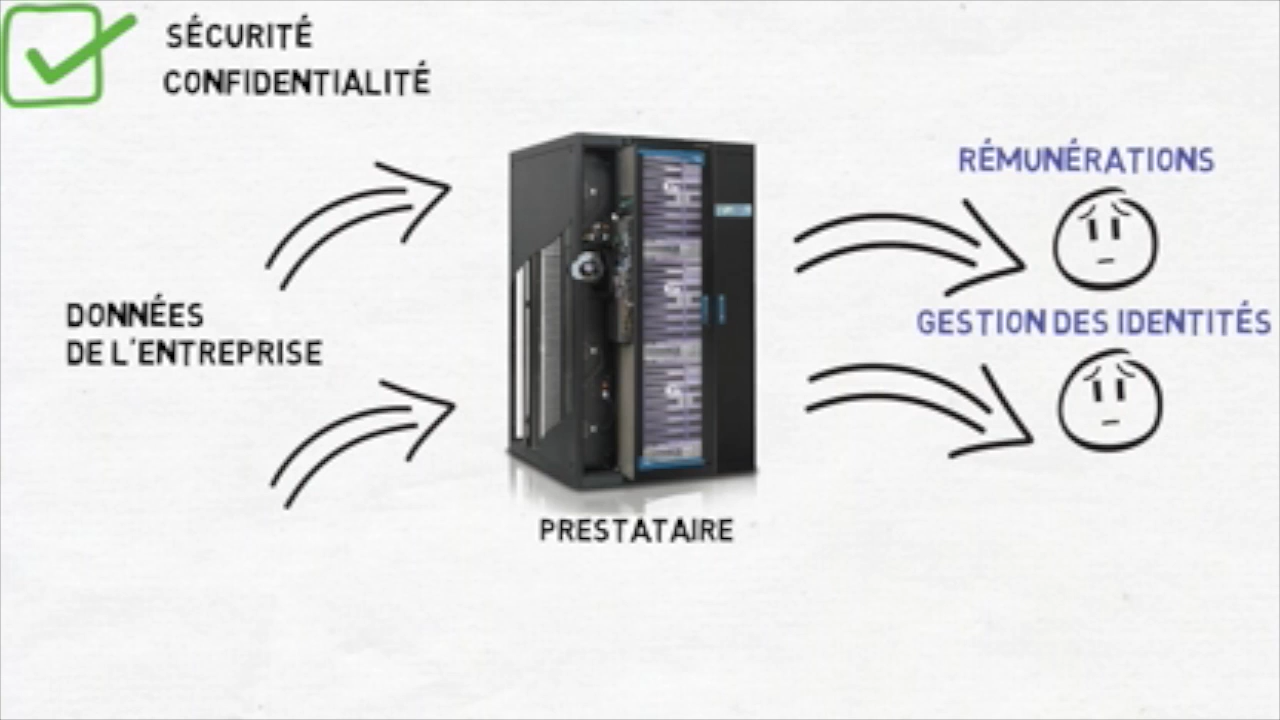 SÉCURITÉ
CONFIDENTIALITÉ
RÉMUNÉRATIONS
DONNÉES
DE L'ENTREPRISE
GESTION DES IDENTITÉS
PRESTATAIRE